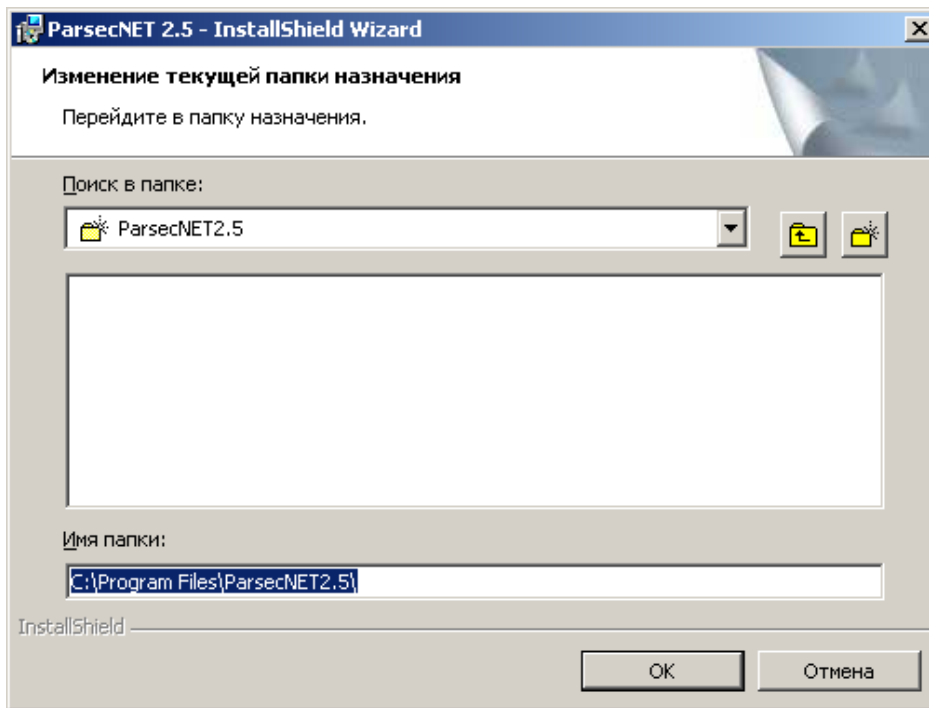 ParsecNET 2.5 - InstallShield Wizard
Изменение текущей папки назначения
Перейдите в папку назначения.
Поиск в папке:
ParsecNET2.5
Имя папки:
C:\Program Files\ParsecNET2.5\
InstallShield
OK
Отмена